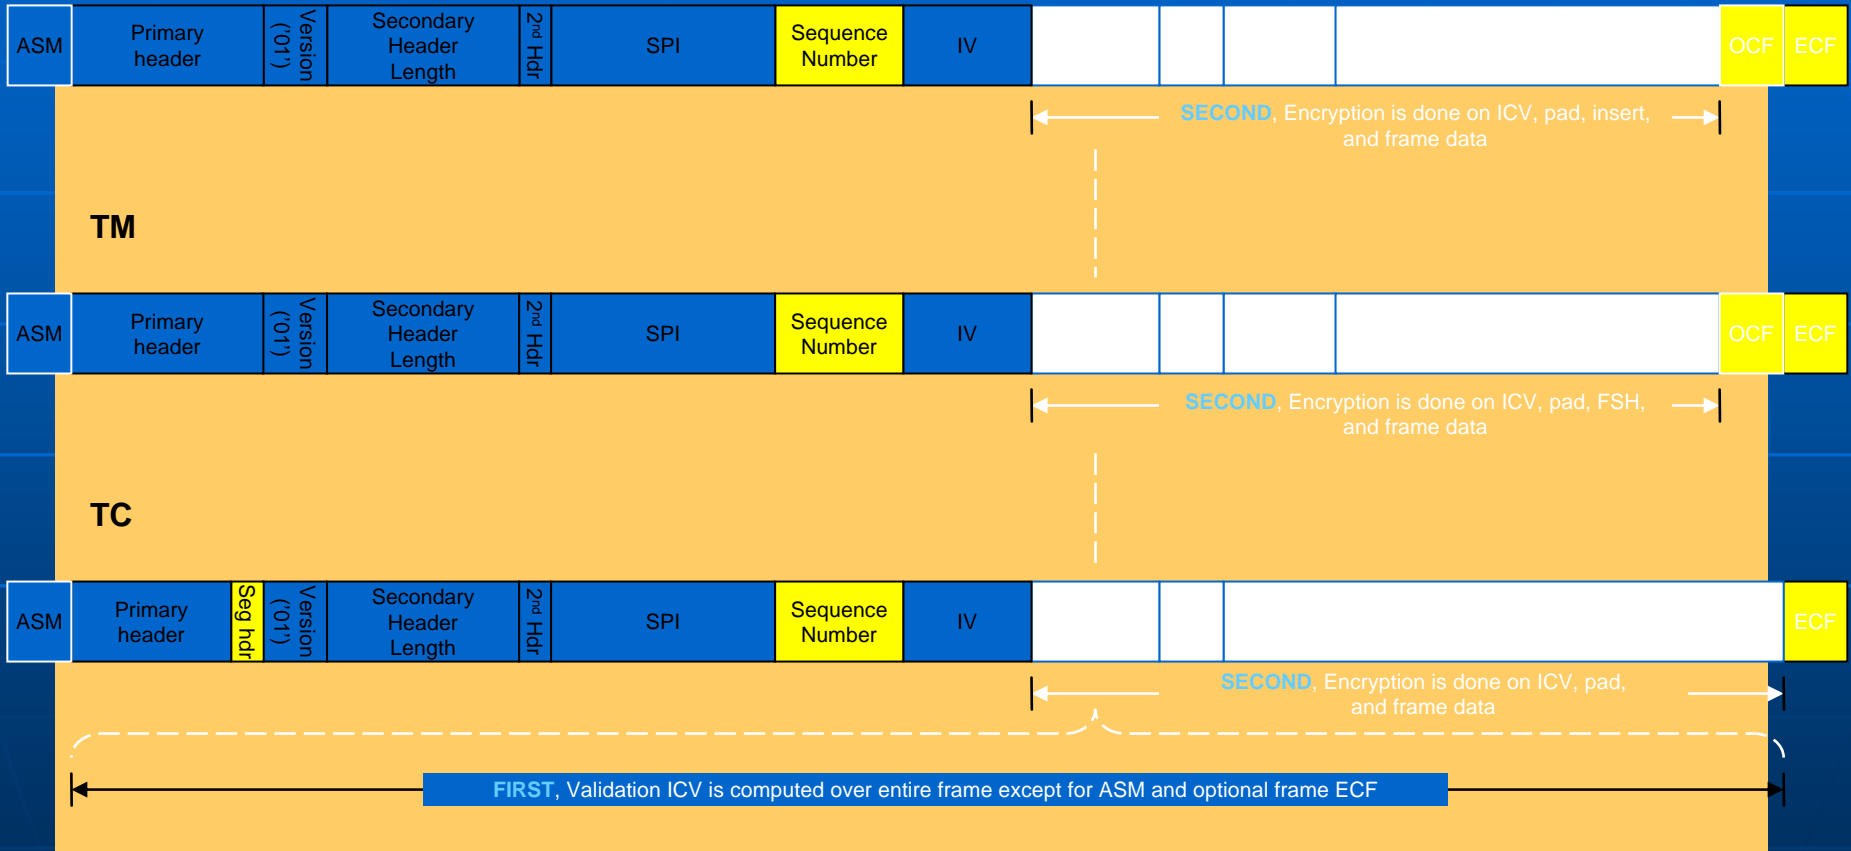 ASM
Primary
header
Version
('01')
Secondary
Header
Length
2nd Hdr
SPI
Sequence
Number
IV
OCF
ECF
SECOND, Encryption is done on ICV, pad, insert,
and frame data
TM
ASM
Primary
header
Version
('01')
Secondary
Header
Length
2nd Hdr
SPI
Sequence
Number
IV
OCF
ECF
SECOND, Encryption is done on ICV, pad, FSH,
and frame data
TC
ASM
Primary
header
Seg hdr
Version
('01')
Secondary
Header
Length
2nd Hdr
SPI
Sequence
Number
IV
ECF
SECOND, Encryption is done on ICV, pad,
and frame data
FIRST, Validation ICV is computed over entire frame except for ASM and optional frame ECF